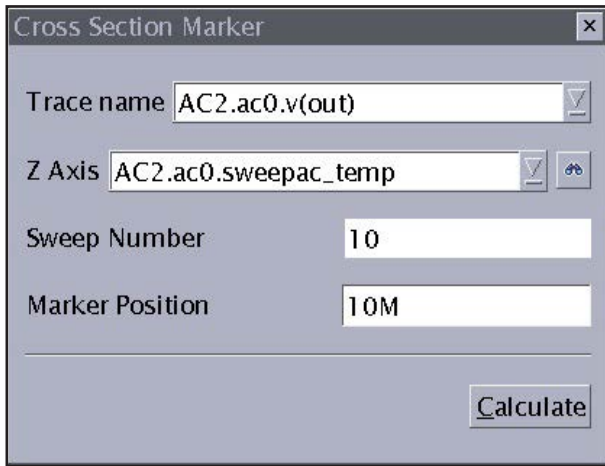 Cross Section Marker
Trace name AC2.ac0.v(out)
Z Axis AC2.ac0.sweepac_temp
Sweep Number 10
Marker Position 10M
Calculate